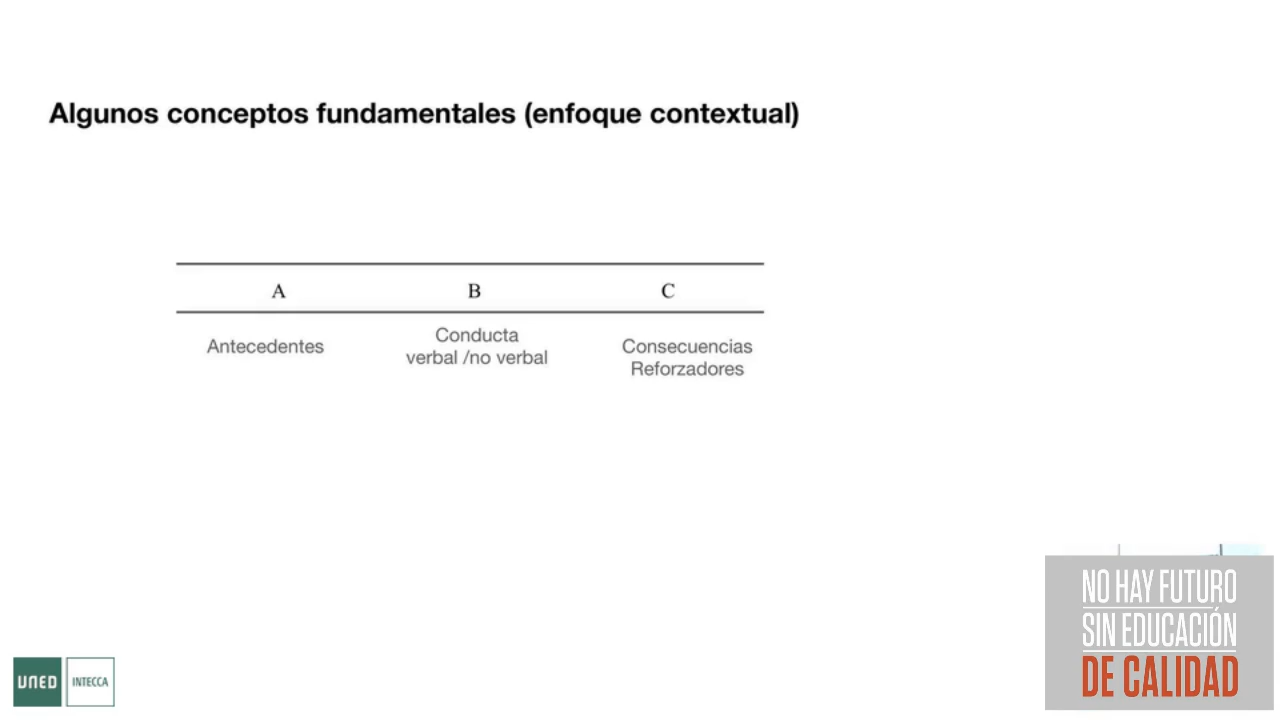 Algunos conceptos fundamentales (enfoque contextual)
A B C
Antecedentes
Conducta
verbal /no verbal
Consecuencias
Reforzadores
NO HAY FUTURO
SIN EDUCACIÓN
DE CALIDAD
UNED INTECCA